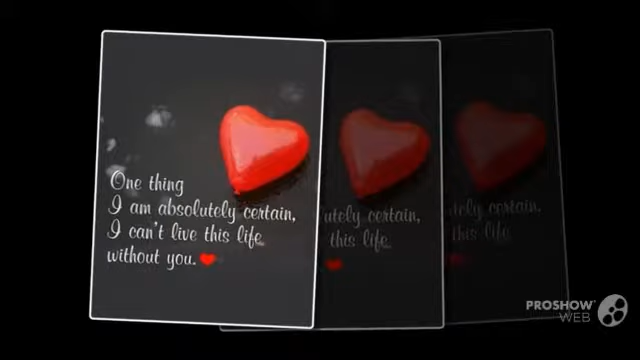 One thing
I am absolutely certain,
I can't live this life
without you.
utely certain,
this life
tely certain,
this life
PROSHOW
WEB